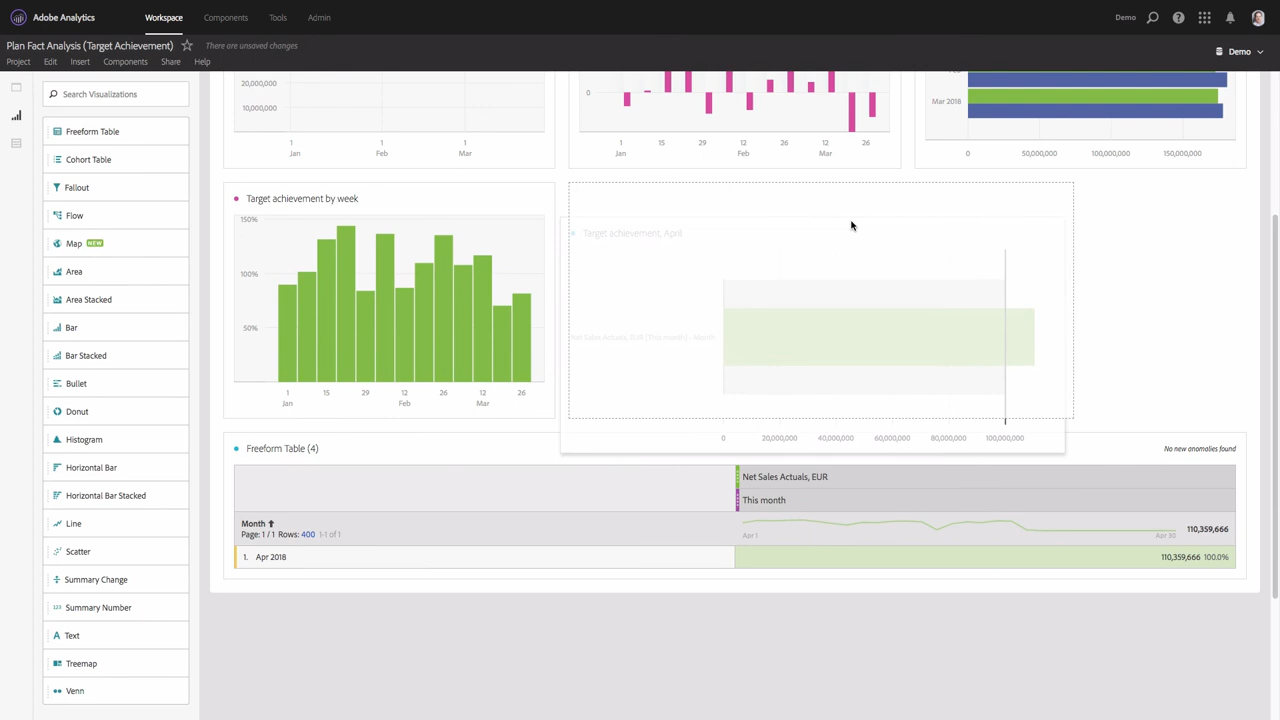 Adobe Analytics
Workspace
Components
Tools
Admin
Demo
Plan Fact Analysis (Target Achievement)
There are unsaved changes
Project
Edit
Insert
Components
Share
Help
Demo
Search Visualizations
Freeform Table
Cohort Table
Fallout
Flow
Map NEW
Area
Area Stacked
Bar
Bar Stacked
Bullet
Donut
Histogram
Horizontal Bar
Horizontal Bar Stacked
Line
Scatter
Summary Change
123 Summary Number
Text
Treemap
Venn
20,000,000
10,000,000
1 1 1
Jan Feb Mar
0
1 15 29 12 26 12 26
Jan Feb Mar
Mar 2018
0 50,000,000 100,000,000 150,000,000
Target achievement by week
150%
100%
50%
1 15 29 12 26 12 26
Jan Feb Mar
Target achievement, April
Net Sales Actuals, EUR (This month) - Month
0 20,000,000 40,000,000 60,000,000 80,000,000 100,000,000
Freeform Table (4)
No new anomalies found
Net Sales Actuals, EUR
This month
Month
Page: 1 / 1 Rows: 400 1-1 of 1
Apr 1
Apr 30
110,359,666
1. Apr 2018
110,359,666 100.0%